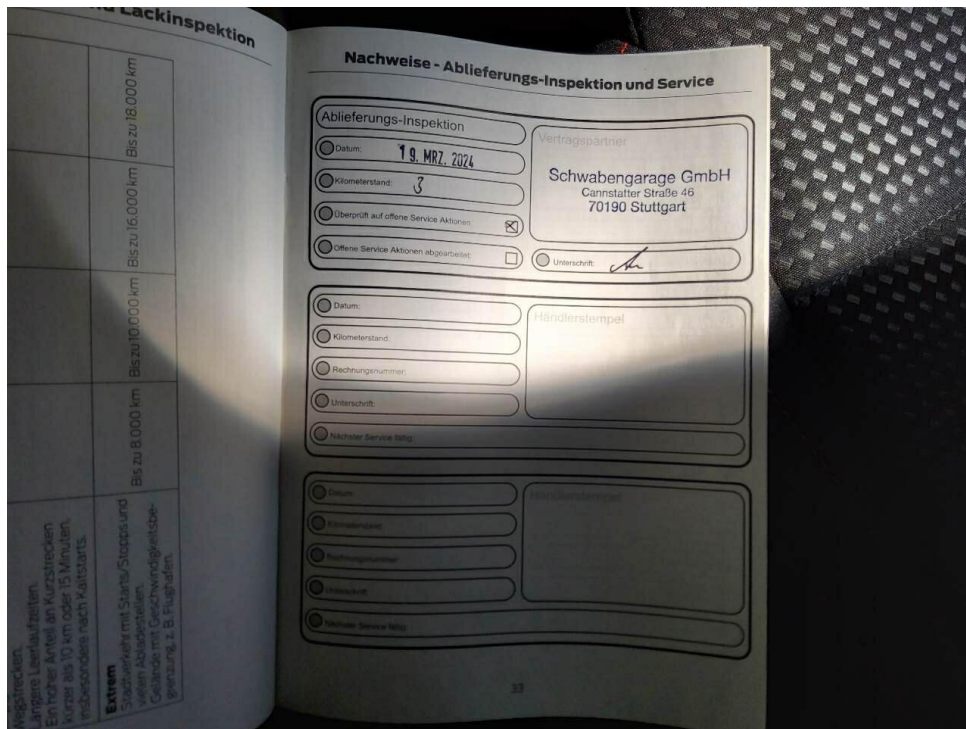 Lackinspektion
Bis zu 8.000 km
Bis zu 10.000 km
Bis zu 16.000 km
Bis zu 18.000 km
Wegstrecken.
Längere Leerlaufzeiten.
Ein hoher Anteil an Kurzstrecken
kürzer als 10 km oder 15 Minuten,
insbesondere nach Kaltstarts.
Extrem
Stadtverkehr mit Starts/Stopps und
vielen Abladestellen.
Gelände mit Geschwindigkeitsbe-
grenzung, z. B. Flughäfen.
Nachweise - Ablieferungs-Inspektion und Service
Ablieferungs-Inspektion
Datum: 19. MRZ. 2024
Kilometerstand: 3
Überprüft auf offene Service Aktionen:
Offene Service Aktionen abgearbeitet:
Vertragspartner
Schwabengarage GmbH
Cannstatter Straße 46
70190 Stuttgart
Unterschrift:
Datum:
Kilometerstand:
Rechnungsnummer:
Unterschrift:
Nächster Service fällig:
Händlerstempel
Datum:
Kilometerstand:
Rechnungsnummer:
Unterschrift:
Nächster Service fällig:
Händlerstempel
33